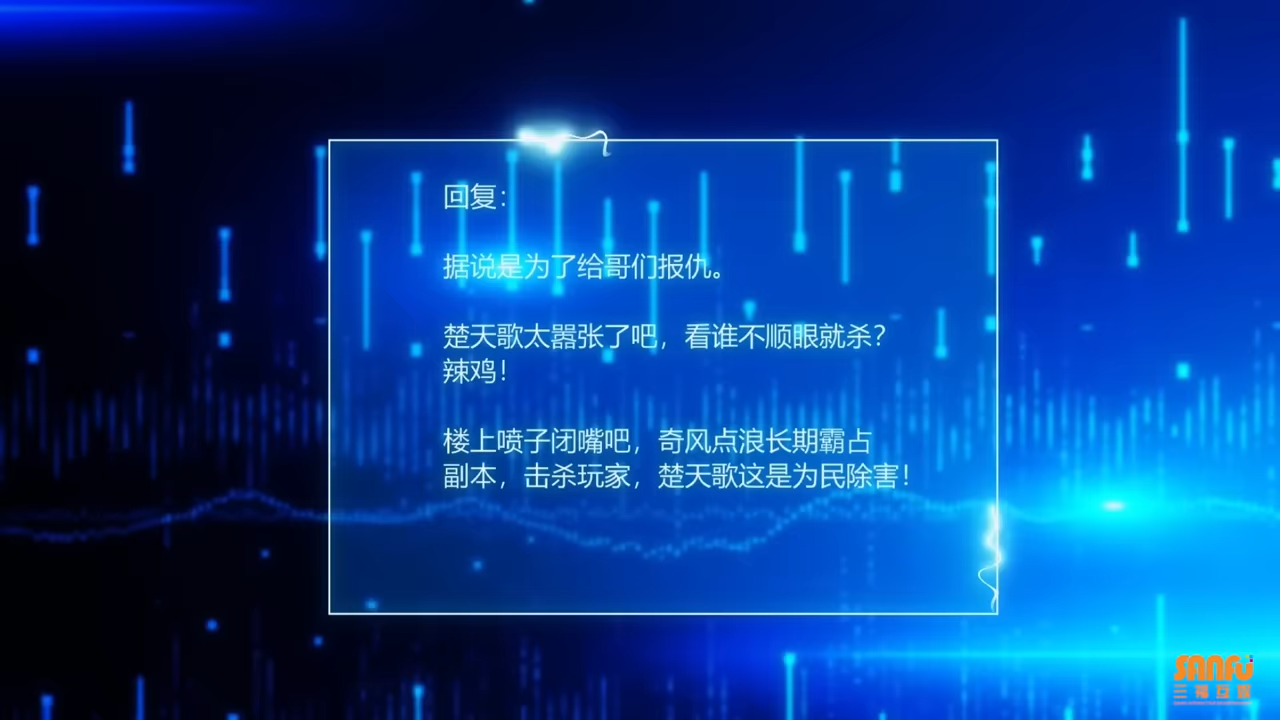 回复：
据说是为了给哥们报仇。
楚天歌太嚣张了吧，看谁不顺眼就杀？
辣鸡！
楼上喷子闭嘴吧，奇风点浪长期霸占
副本，击杀玩家，楚天歌这是为民除害！
SANFU
三福互娱